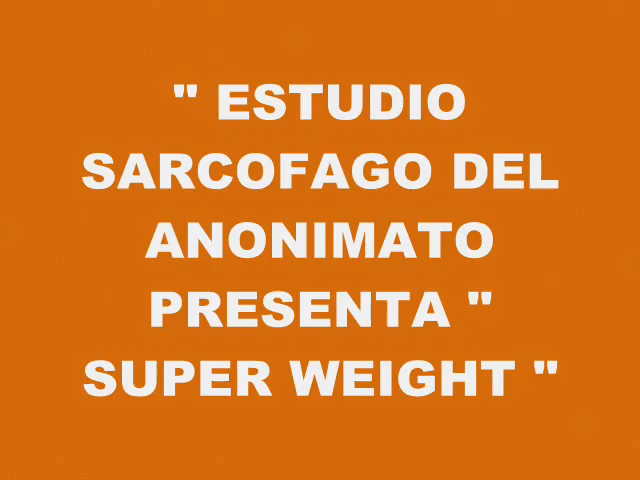 " ESTUDIO
SARCOFAGO DEL
ANONIMATO
PRESENTA "
SUPER WEIGHT "